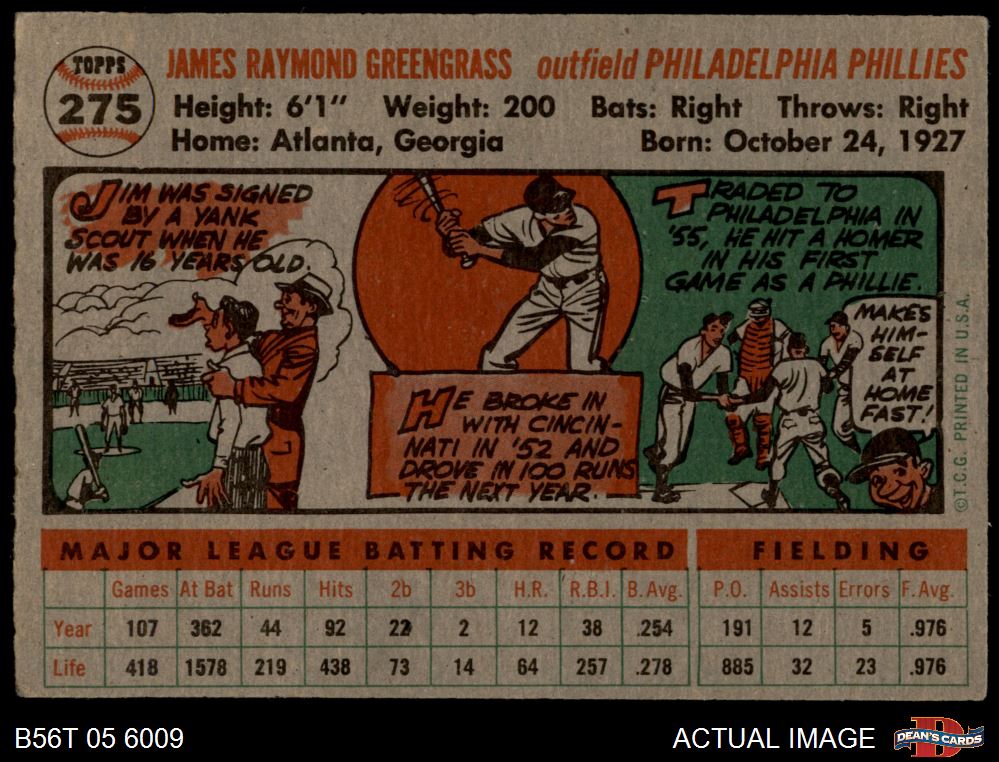 TOPPS
275
JAMES RAYMOND GREENGRASS outfield PHILADELPHIA PHILLIES
Height: 6'1" Weight: 200 Bats: Right Throws: Right
Home: Atlanta, Georgia Born: October 24, 1927
JIM WAS SIGNED
BY A YANK
SCOUT WHEN HE
WAS 16 YEARS OLD.
HE BROKE IN
WITH CINCIN-
NATI IN '52 AND
DROVE IN 100 RUNS
THE NEXT YEAR.
TRADED TO
PHILADELPHIA IN
'55, HE HIT A HOMER
IN HIS FIRST
GAME AS A PHILLIE.
MAKES
HIM-
SELF
AT
HOME
FAST!
©T.C.G. PRINTED IN U.S.A.
MAJOR LEAGUE BATTING RECORD FIELDING
Games At Bat Runs Hits 2b 3b H.R. R.B.I. B.Avg. P.O. Assists Errors F.Avg.
Year 107 362 44 92 22 2 12 38 .254 191 12 5 .976
Life 418 1578 219 438 73 14 64 257 .278 885 32 23 .976
B56T 05 6009 ACTUAL IMAGE DEAN'S CARDS